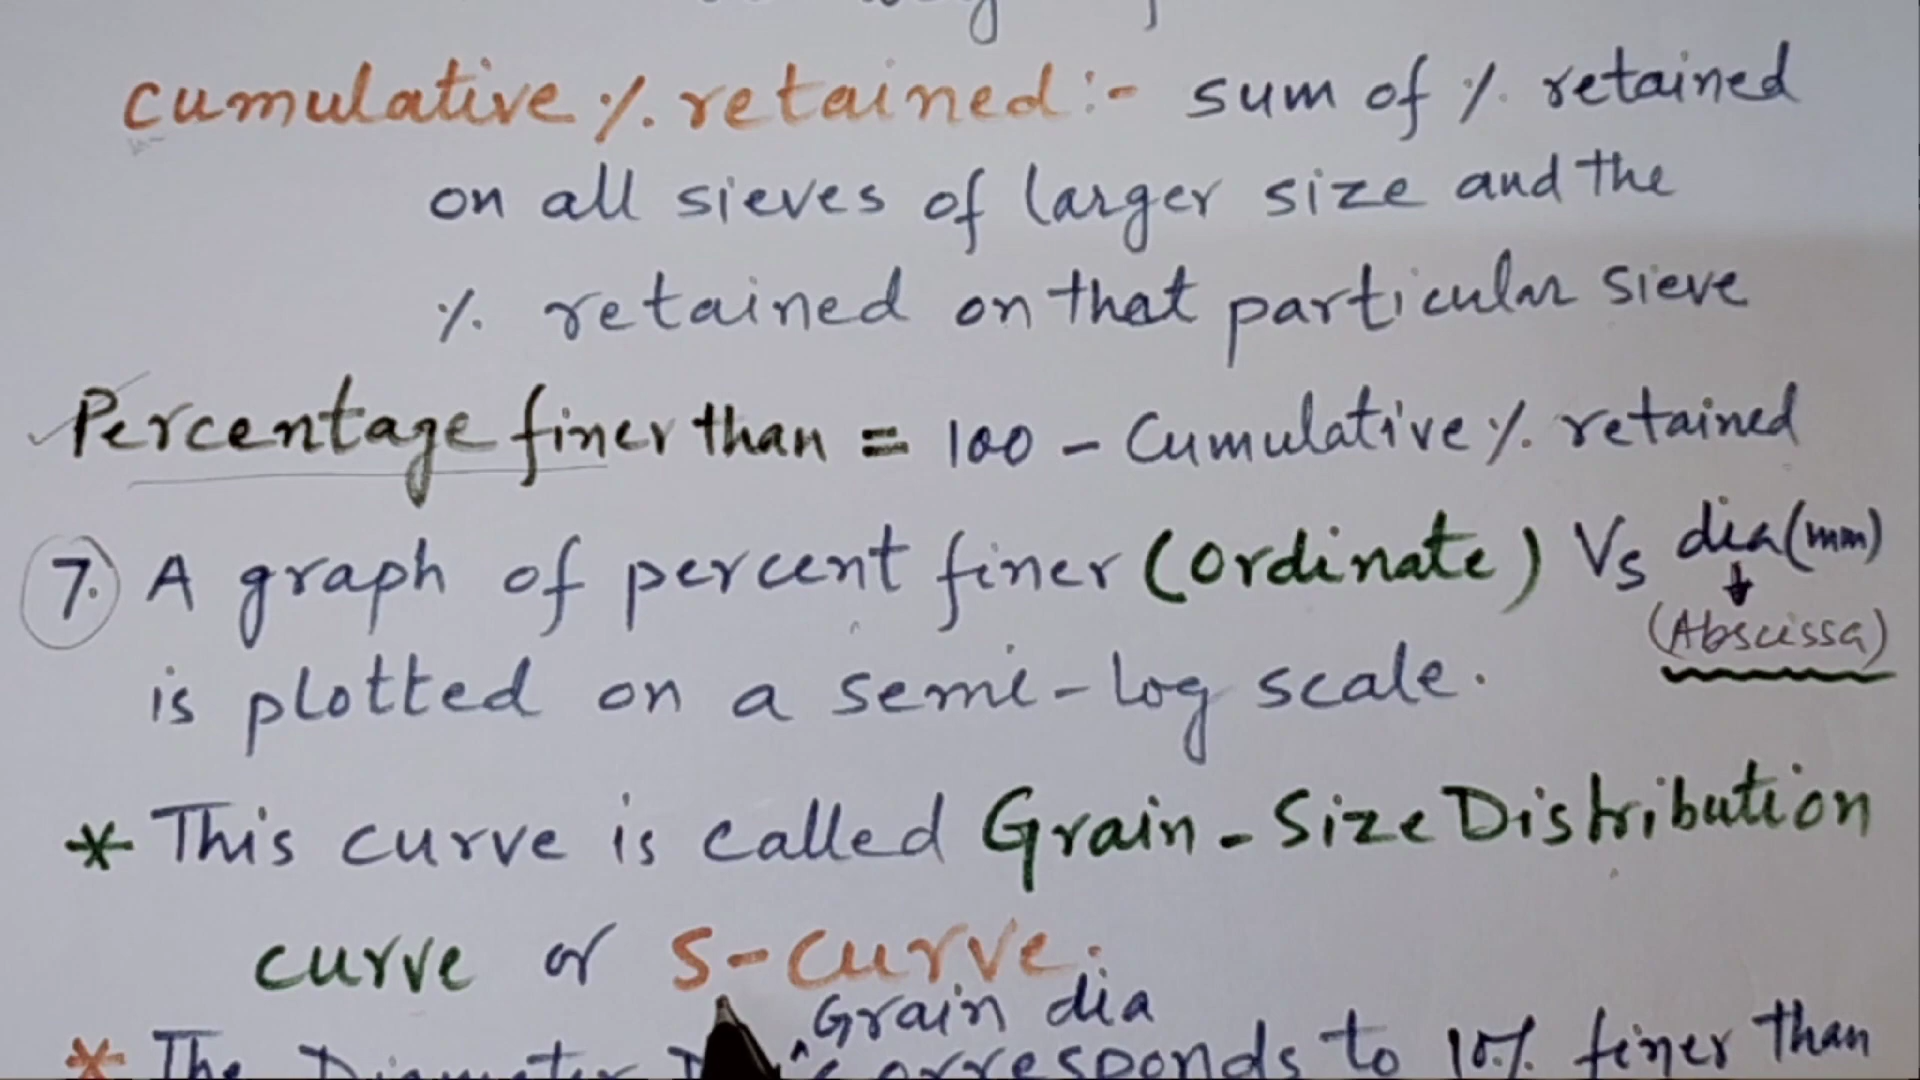 cumulative % retained :- sum of % retained
on all sieves of larger size and the
% retained on that particular sieve
Percentage finer than = 100 - Cumulative % retained
7. A graph of percent finer (ordinate) Vs dia (mm)
(Abscissa)
is plotted on a semi-log scale.
* This curve is called Grain-Size Distribution
curve or S-curve.
Grain dia
* The Diameter corresponds to 10% finer than